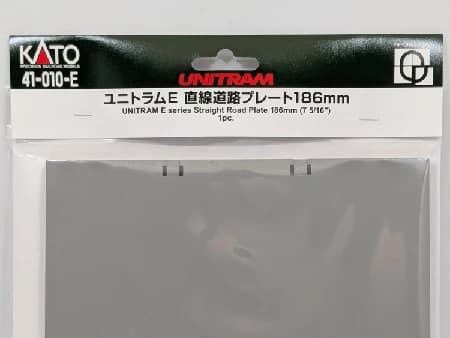 KATO
PRECISION RAILROAD MODELS
41-010-E
UNITRAM
ユニトラムE 直線道路プレート186mm
UNITRAM E series Straight Road Plate 186mm (7 5/16")
1pc.